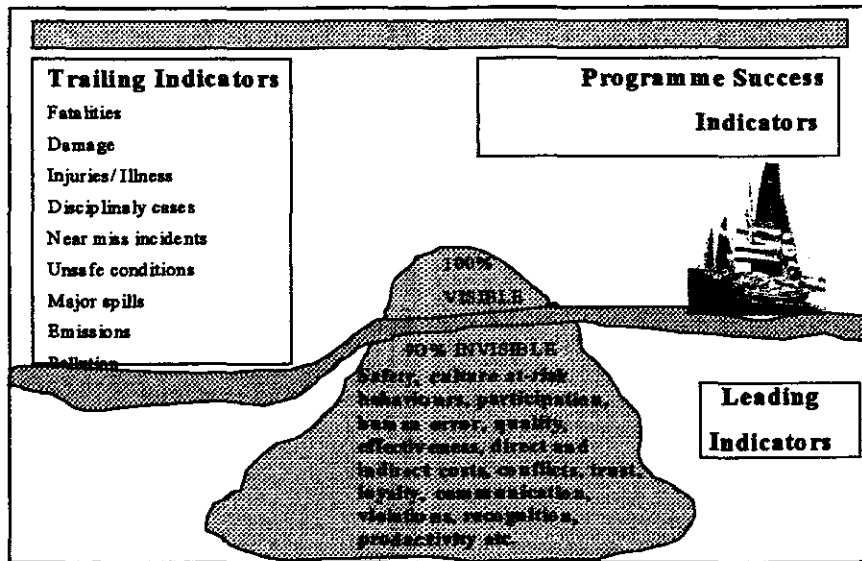 Trailing Indicators
Fatalities
Damage
Injuries/ Illness
Disciplinaly cases
Near miss incidents
Unsafe conditions
Major spills
Emissions
Pollution
Programme Success
Indicators
100%
VISIBLE
90% INVISIBLE
Safety, culture at-risk
behaviours, participation,
human error, quality,
effectiveness, direct and
indirect costs, conflicts, trust,
loyalty, communication,
violations, recognition,
productivity etc.
Leading
Indicators